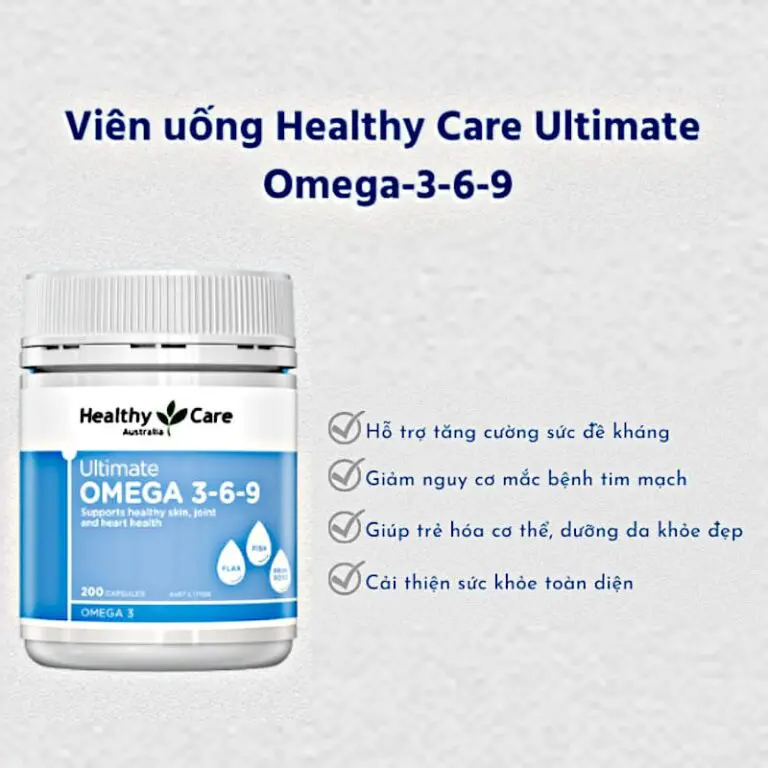 Viên uống Healthy Care Ultimate
Omega-3-6-9
Healthy Care
Australia
Ultimate
OMEGA 3-6-9
Supports healthy skin, joint
and heart health
FISH
FLAX
200 CAPSULES
OMEGA 3
Hỗ trợ tăng cường sức đề kháng
Giảm nguy cơ mắc bệnh tim mạch
Giúp trẻ hóa cơ thể, dưỡng da khỏe đẹp
Cải thiện sức khỏe toàn diện